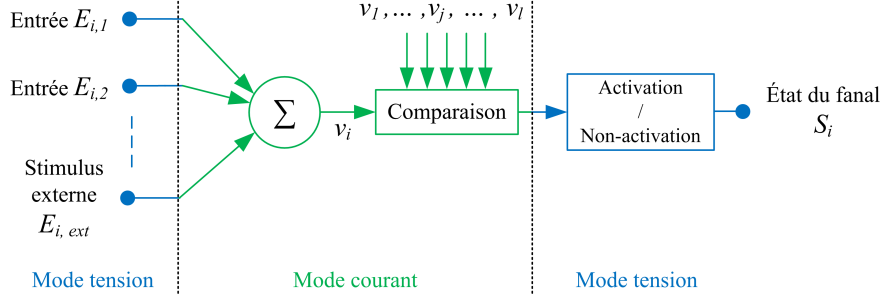 Entrée E_{i,1}
Entrée E_{i,2}
Stimulus
externe
E_{i, ext}
Σ
v_i
v_1 , ... , v_j , ... , v_l
Comparaison
Activation
/
Non-activation
État du fanal
S_i
Mode tension
Mode courant
Mode tension